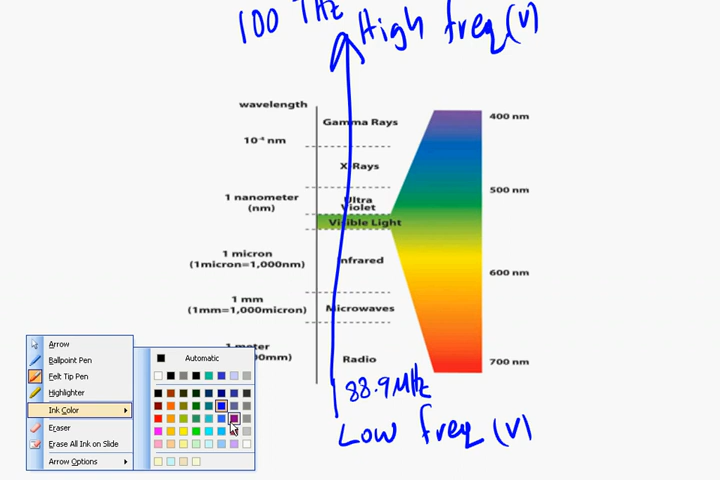 100 THz High freq (v)
wavelength
Gamma Rays
400 nm
10⁻⁴ nm
X-Rays
500 nm
1 nanometer
(nm)
Ultra
Violet
Visible Light
1 micron
(1micron=1,000nm)
Infrared
600 nm
1 mm
(1mm=1,000micron)
Microwaves
1 meter
Radio
700 nm
88.9 MHz
Low freq (v)
Arrow
Ballpoint Pen
Felt Tip Pen
Highlighter
Ink Color
Eraser
Erase All Ink on Slide
Arrow Options
Automatic